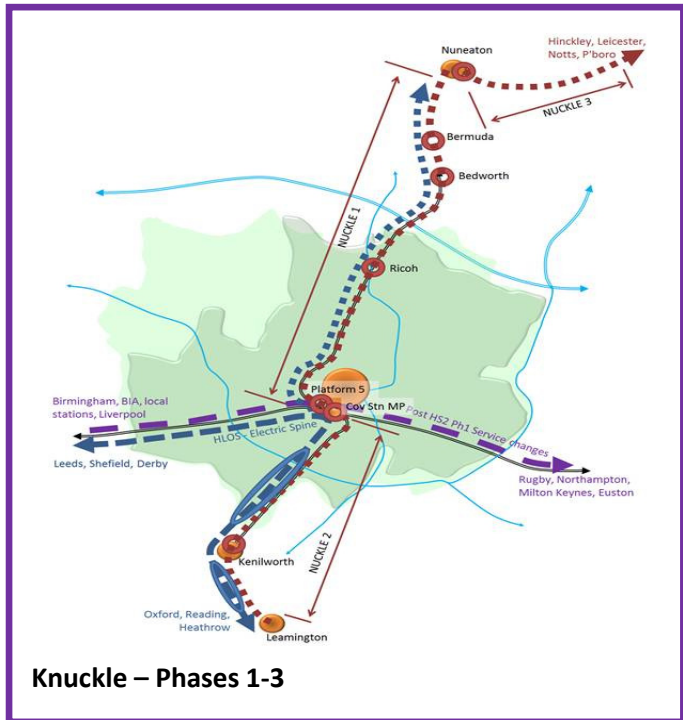 Nuneaton
Hinckley, Leicester,
Notts, P'boro
NUCKLE 3
Bermuda
Bedworth
NUCKLE 1
Ricoh
Platform 5
Cov Stn MP
Birmingham, BIA, local
stations, Liverpool
HLOS - Electric Spine
Post HS2 Ph1 Service changes
Leeds, Shefield, Derby
Rugby, Northampton,
Milton Keynes, Euston
NUCKLE 2
Kenilworth
Oxford, Reading,
Heathrow
Leamington
Knuckle – Phases 1-3